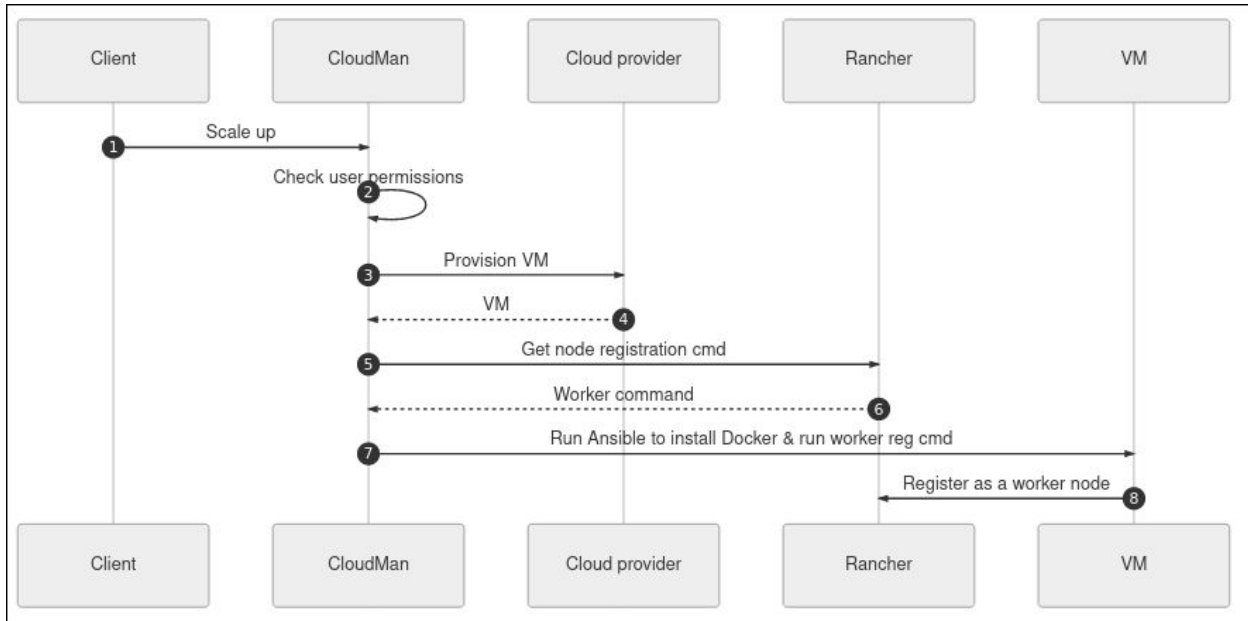 Client
CloudMan
Cloud provider
Rancher
VM
Scale up
1
Check user permissions
2
Provision VM
3
VM
4
Get node registration cmd
5
Worker command
6
Run Ansible to install Docker & run worker reg cmd
7
Register as a worker node
8
Client
CloudMan
Cloud provider
Rancher
VM